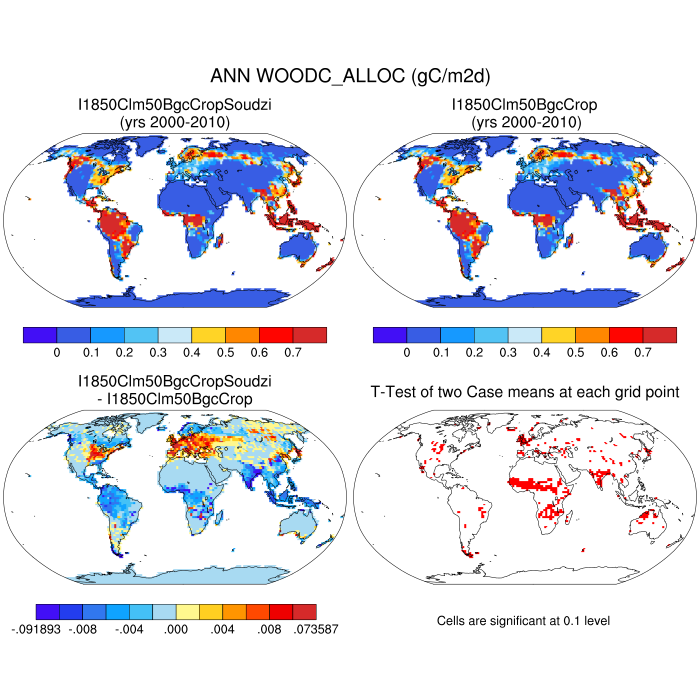 ANN WOODC_ALLOC (gC/m2d)
I1850Clm50BgcCropSoudzi
(yrs 2000-2010)
I1850Clm50BgcCrop
(yrs 2000-2010)
0 0.1 0.2 0.3 0.4 0.5 0.6 0.7
0 0.1 0.2 0.3 0.4 0.5 0.6 0.7
I1850Clm50BgcCropSoudzi
- I1850Clm50BgcCrop
T-Test of two Case means at each grid point
-.091893 -.008 -.004 .000 .004 .008 .073587
Cells are significant at 0.1 level